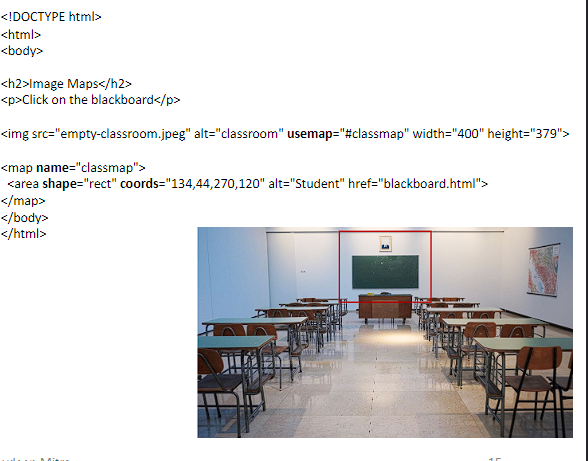 <!DOCTYPE html>
<html>
<body>
<h2>Image Maps</h2>
<p>Click on the blackboard</p>
<img src="empty-classroom.jpeg" alt="classroom" usemap="#classmap" width="400" height="379">
<map name="classmap">
<area shape="rect" coords="134,44,270,120" alt="Student" href="blackboard.html">
</map>
</body>
</html>